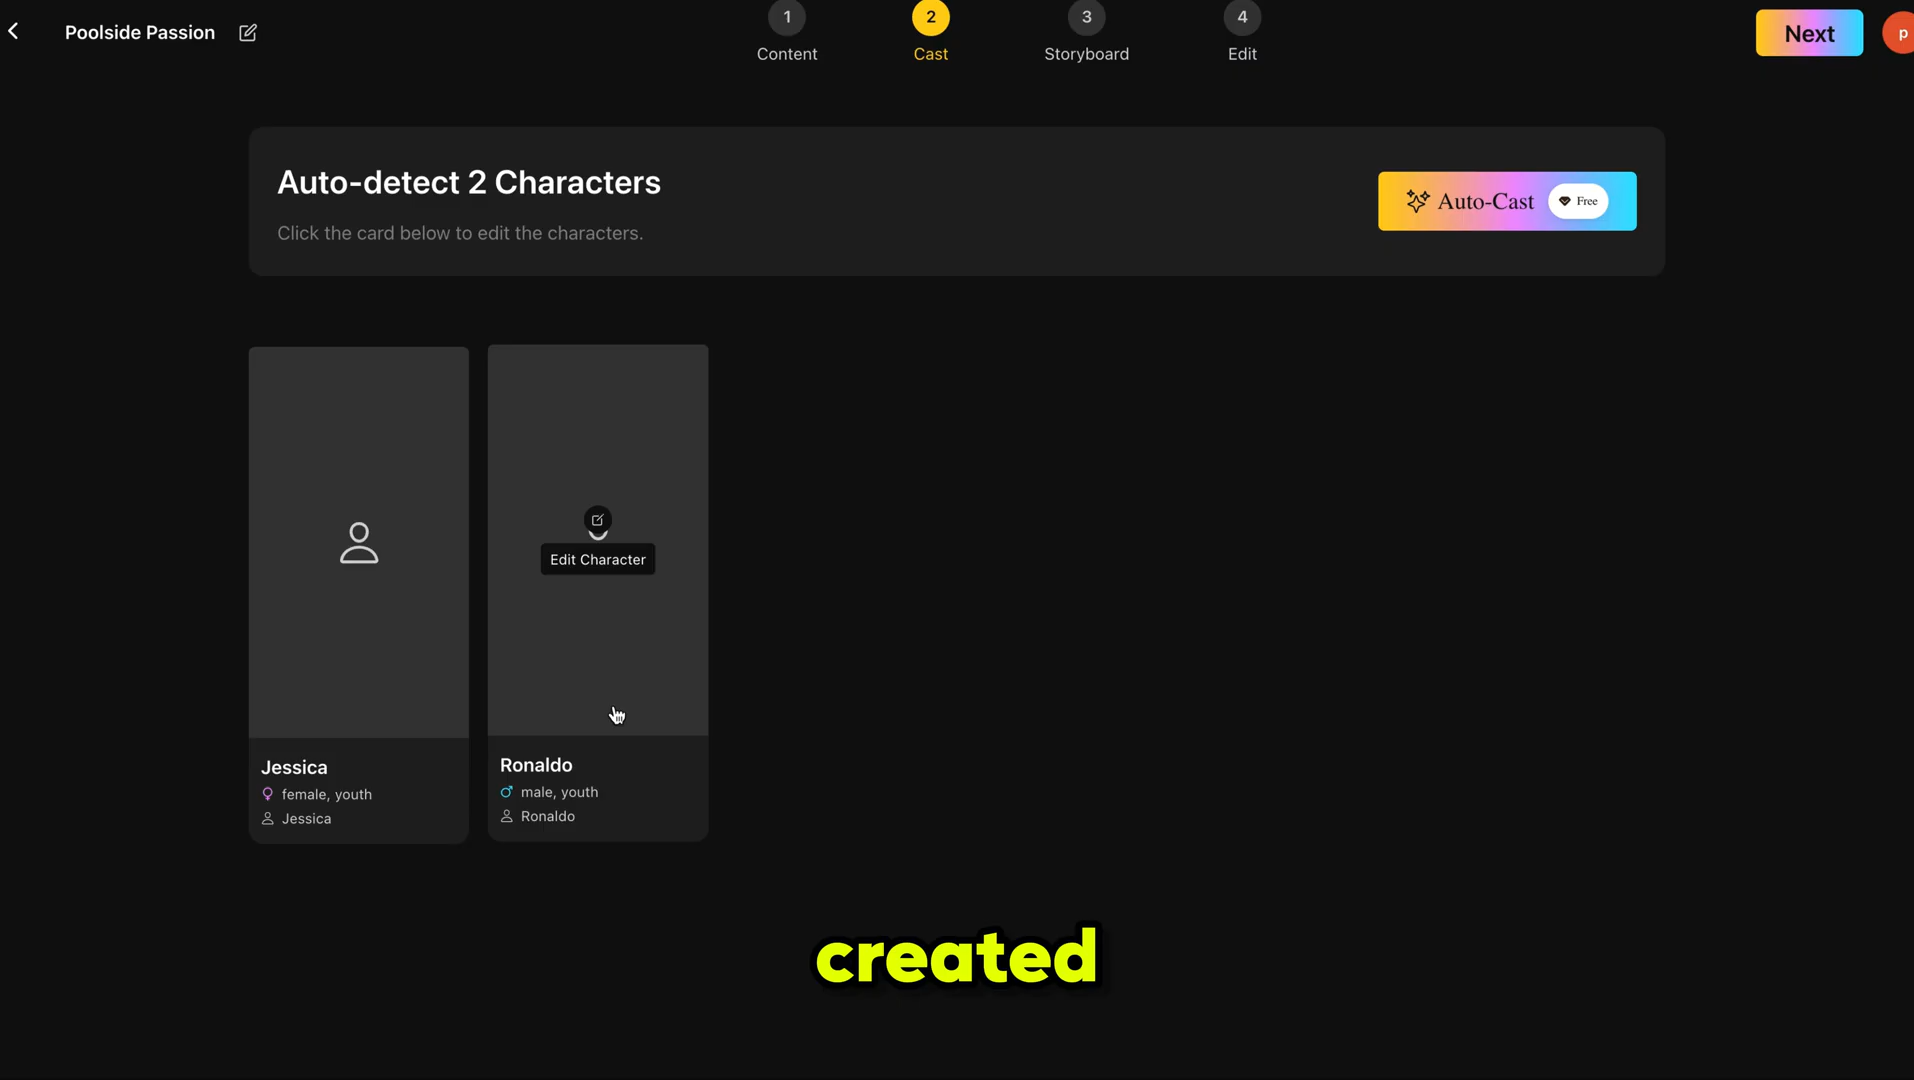 Poolside Passion
1
Content
2
Cast
3
Storyboard
4
Edit
Next
p
Auto-detect 2 Characters
Click the card below to edit the characters.
Auto-Cast
Free
Edit Character
Jessica
female, youth
Jessica
Ronaldo
male, youth
Ronaldo
created